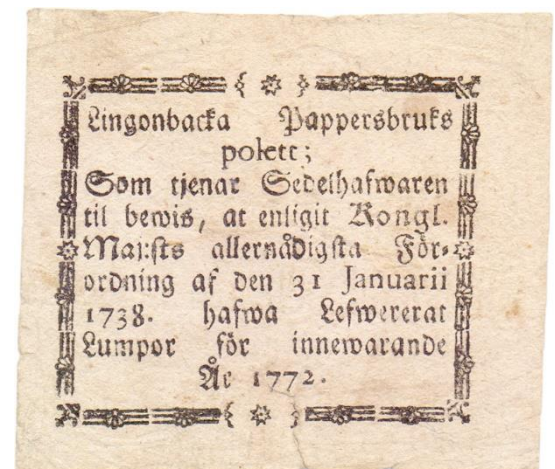 Lingonbacka Pappersbruks
polett;
Som tjenar Sedelhafwaren
til bewis, at enligit Kongl.
Maj:sts allernådigsta För-
ordning af den 31 Januarii
1738. hafwa Lefwererat
Lumpor för innewarande
År 1772.